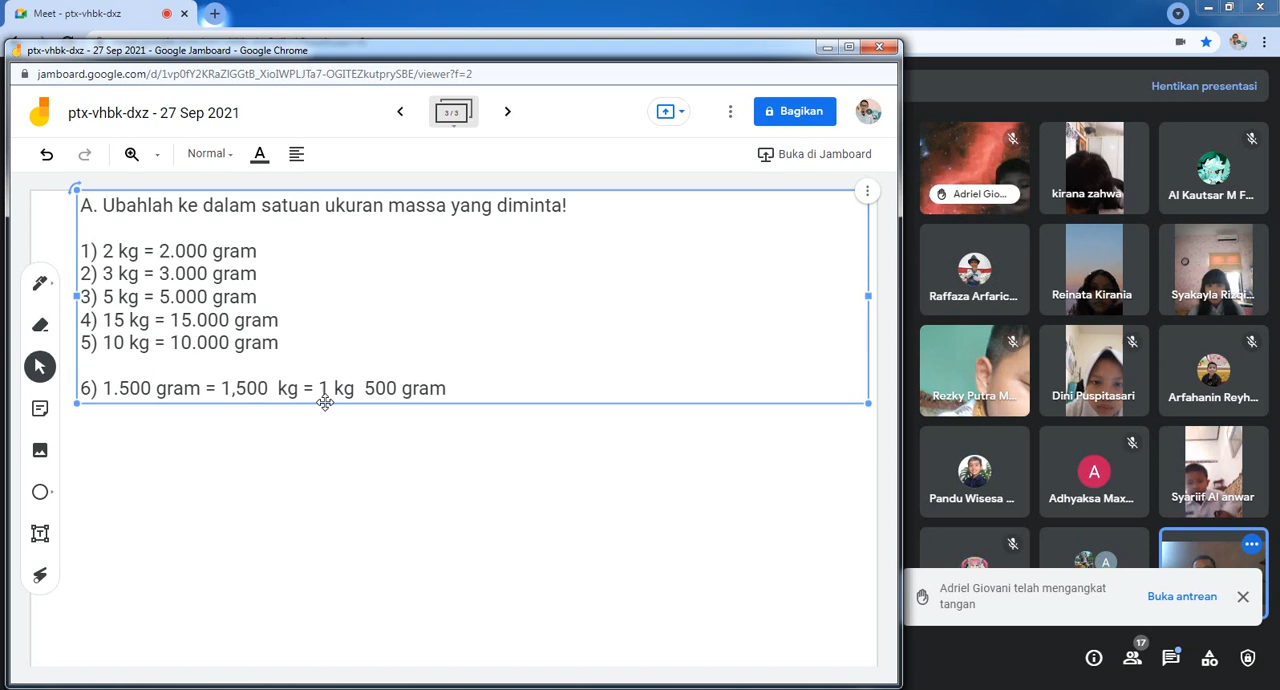 Meet - ptx-vhbk-dxz
ptx-vhbk-dxz - 27 Sep 2021 - Google Jamboard - Google Chrome
jamboard.google.com/d/1vp0fY2KRaZlGGtB_XioIWPLJTa7-OGITEZkutprySBE/viewer?f=2
ptx-vhbk-dxz - 27 Sep 2021
3 / 3
Bagikan
Normal
A
Buka di Jamboard
A. Ubahlah ke dalam satuan ukuran massa yang diminta!
1) 2 kg = 2.000 gram
2) 3 kg = 3.000 gram
3) 5 kg = 5.000 gram
4) 15 kg = 15.000 gram
5) 10 kg = 10.000 gram
6) 1.500 gram = 1,500 kg = 1 kg 500 gram
Hentikan presentasi
Adriel Gio...
kirana zahwa
Al Kautsar M F...
Raffaza Arfaric...
Reinata Kirania
Syakayla Rizqi...
Rezky Putra M...
Dini Puspitasari
Arfahanin Reyh...
Pandu Wisesa ...
A
Adhyaksa Max...
Syariif Al anwar
A
Adriel Giovani telah mengangkat
tangan
Buka antrean
17